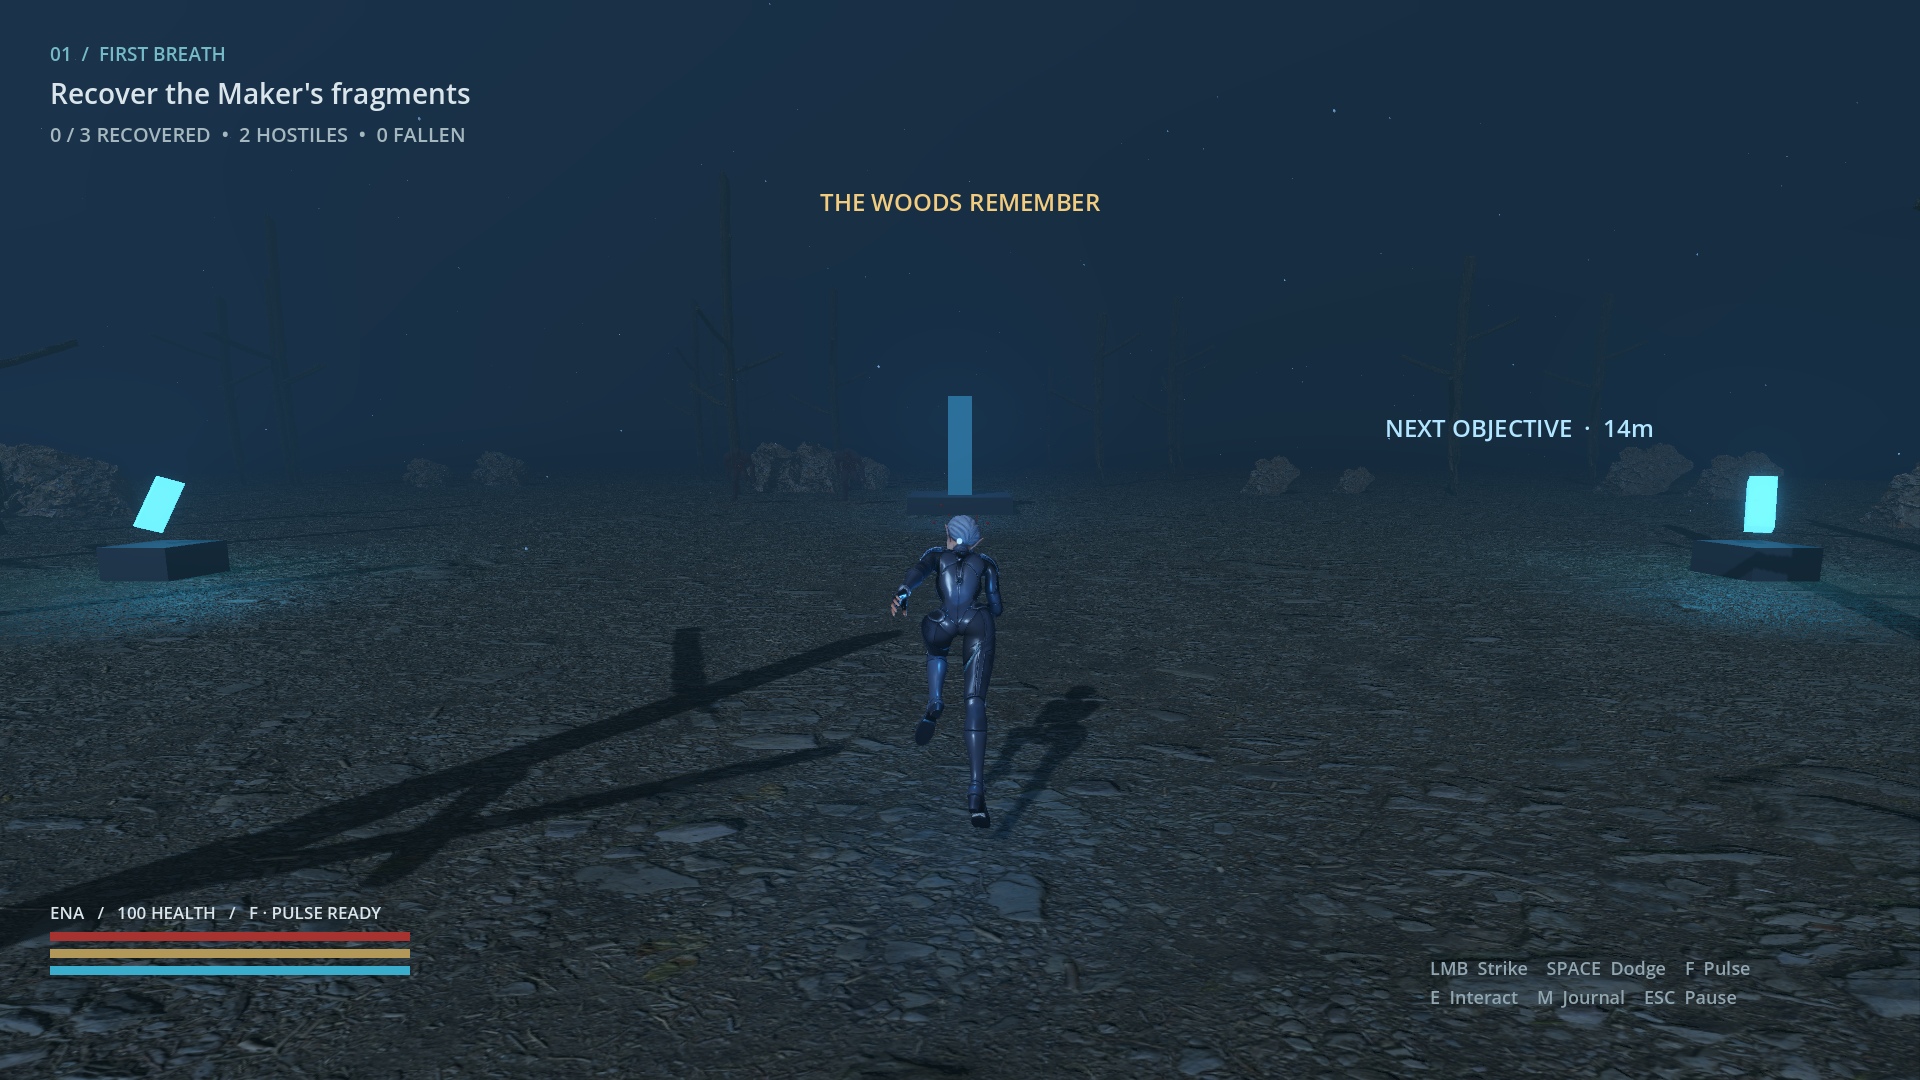 01 / FIRST BREATH
Recover the Maker's fragments
0 / 3 RECOVERED • 2 HOSTILES • 0 FALLEN
THE WOODS REMEMBER
NEXT OBJECTIVE · 14m
ENA / 100 HEALTH / F · PULSE READY
LMB Strike SPACE Dodge F Pulse
E Interact M Journal ESC Pause